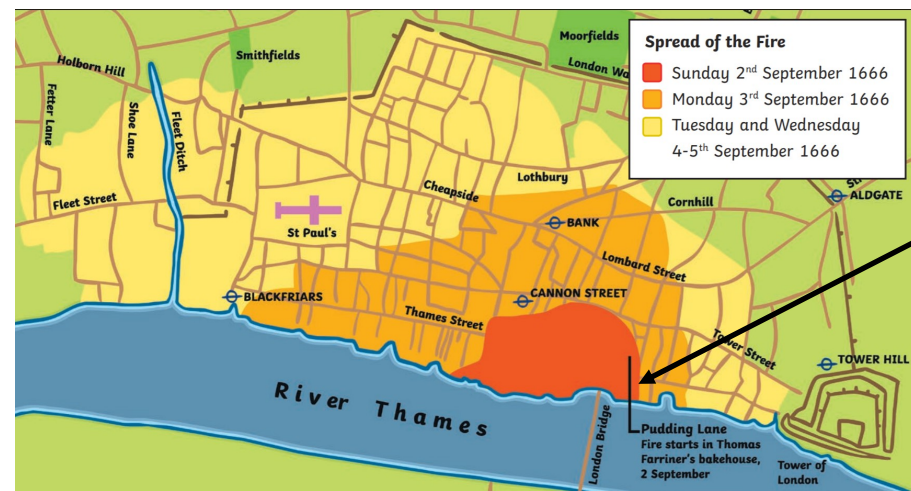 Spread of the Fire
Sunday 2nd September 1666
Monday 3rd September 1666
Tuesday and Wednesday
4-5th September 1666
Moorfields
London Wa
Smithfields
Holborn Hill
Fetter Lane
Shoe Lane
Fleet Ditch
Fleet Street
St Paul's
Cheapside
Lothbury
BANK
Cornhill
ALDGATE
Lombard Street
BLACKFRIARS
CANNON STREET
Thames Street
Tower Street
TOWER HILL
River Thames
London Bridge
Pudding Lane
Fire starts in Thomas
Farriner's bakehouse,
2 September
Tower of
London